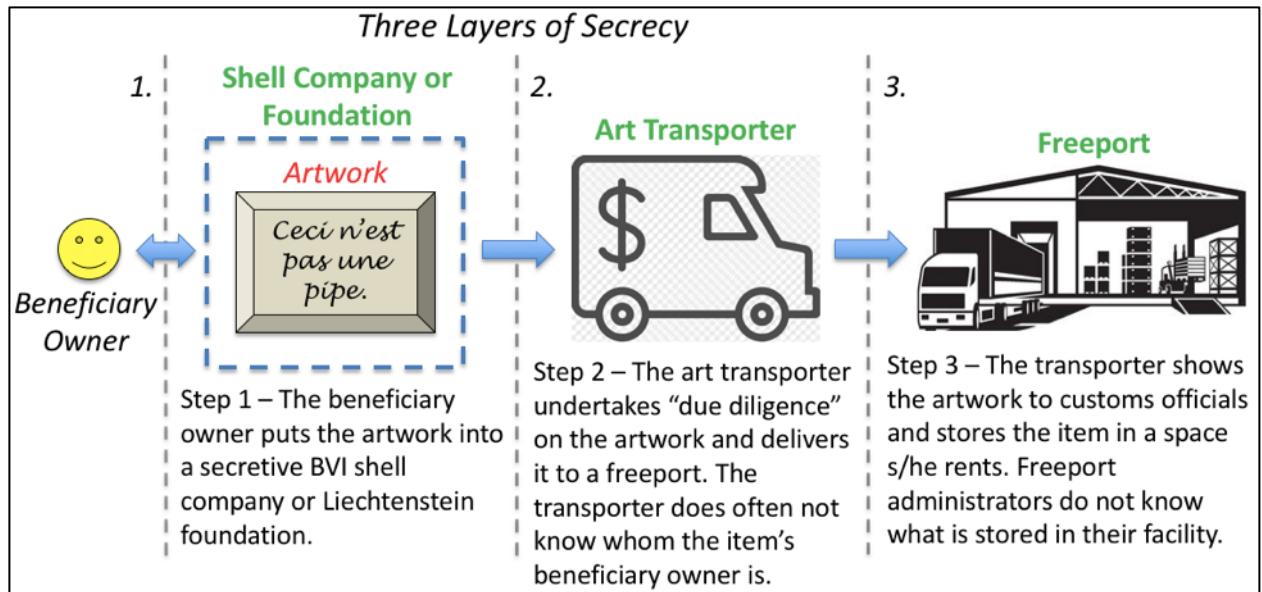 Three Layers of Secrecy
1.
Shell Company or
Foundation
Artwork
Ceci n'est
pas une
pipe.
Beneficiary
Owner
Step 1 – The beneficiary
owner puts the artwork into
a secretive BVI shell
company or Liechtenstein
foundation.
2.
Art Transporter
$
Step 2 – The art transporter
undertakes “due diligence”
on the artwork and delivers
it to a freeport. The
transporter does often not
know whom the item’s
beneficiary owner is.
3.
Freeport
Step 3 – The transporter shows
the artwork to customs officials
and stores the item in a space
s/he rents. Freeport
administrators do not know
what is stored in their facility.